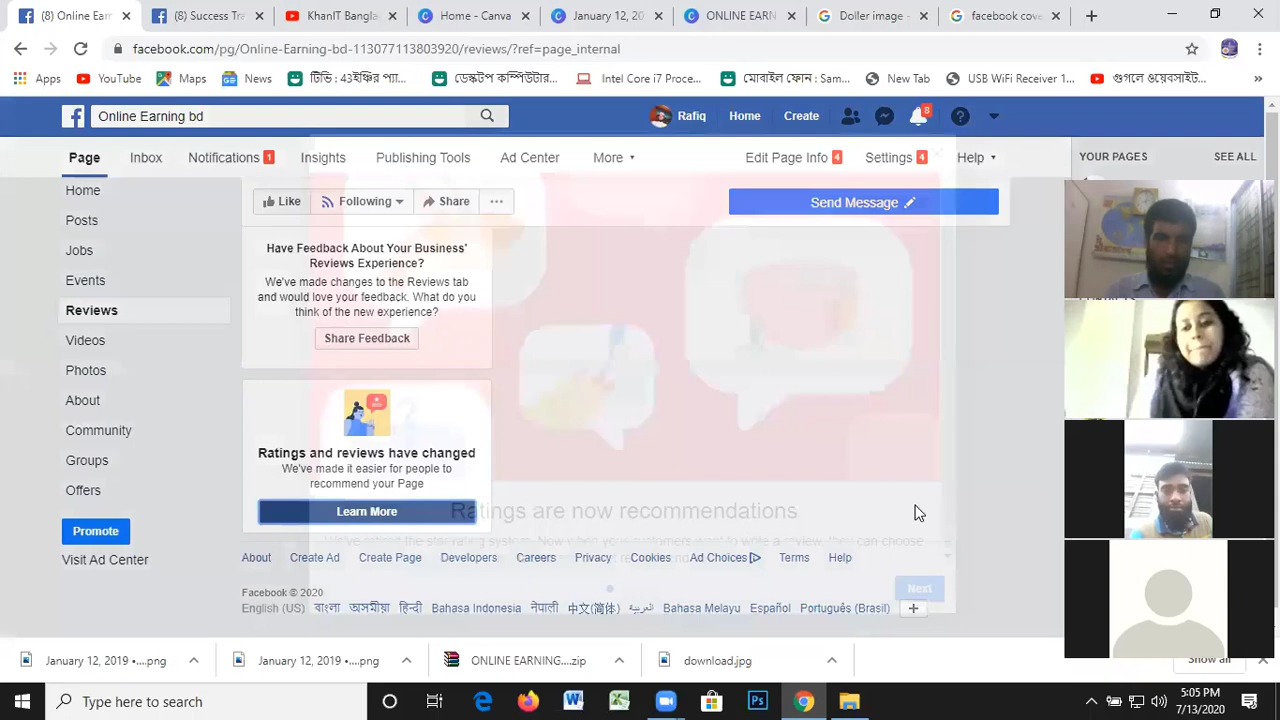 (8) Online Earn
(8) Success Tra
KhanIT Bangla
Home - Canva
January 12, 20
ONLINE EARN
Doller image -
facebook cove
facebook.com/pg/Online-Earning-bd-113077113803920/reviews/?ref=page_internal
Apps
YouTube
Maps
News
টিভি : 43ইঞ্চির প্যা...
ডেস্কটপ কম্পিউটার...
Intel Core i7 Proce...
মোবাইল ফোন : Sam...
New Tab
USB WiFi Receiver 1...
গুগলে ওয়েবসাইট...
»
Online Earning bd
Rafiq
Home
Create
8
Page
Inbox
Notifications 1
Insights
Publishing Tools
Ad Center
More
Edit Page Info 4
Settings 4
Help
YOUR PAGES
SEE ALL
Home
Posts
Jobs
Events
Reviews
Videos
Photos
About
Community
Groups
Offers
Promote
Visit Ad Center
Like
Following
Share
...
Send Message
Have Feedback About Your Business'
Reviews Experience?
We've made changes to the Reviews tab
and would love your feedback. What do you
think of the new experience?
Share Feedback
Ratings and reviews have changed
We've made it easier for people to
recommend your Page
Learn More
Ratings are now recommendations
Next
About
Create Ad
Create Page
Developers
Careers
Privacy
Cookies
Ad Choices
Terms
Help
Facebook © 2020
English (US)
বাংলা
অসমীয়া
हिन्दी
Bahasa Indonesia
नेपाली
中文(简体)
العربية
Bahasa Melayu
Español
Português (Brasil)
+
January 12, 2019 •....png
January 12, 2019 •....png
ONLINE EARNING....zip
download.jpg
Show all
Type here to search
5:05 PM
7/13/2020